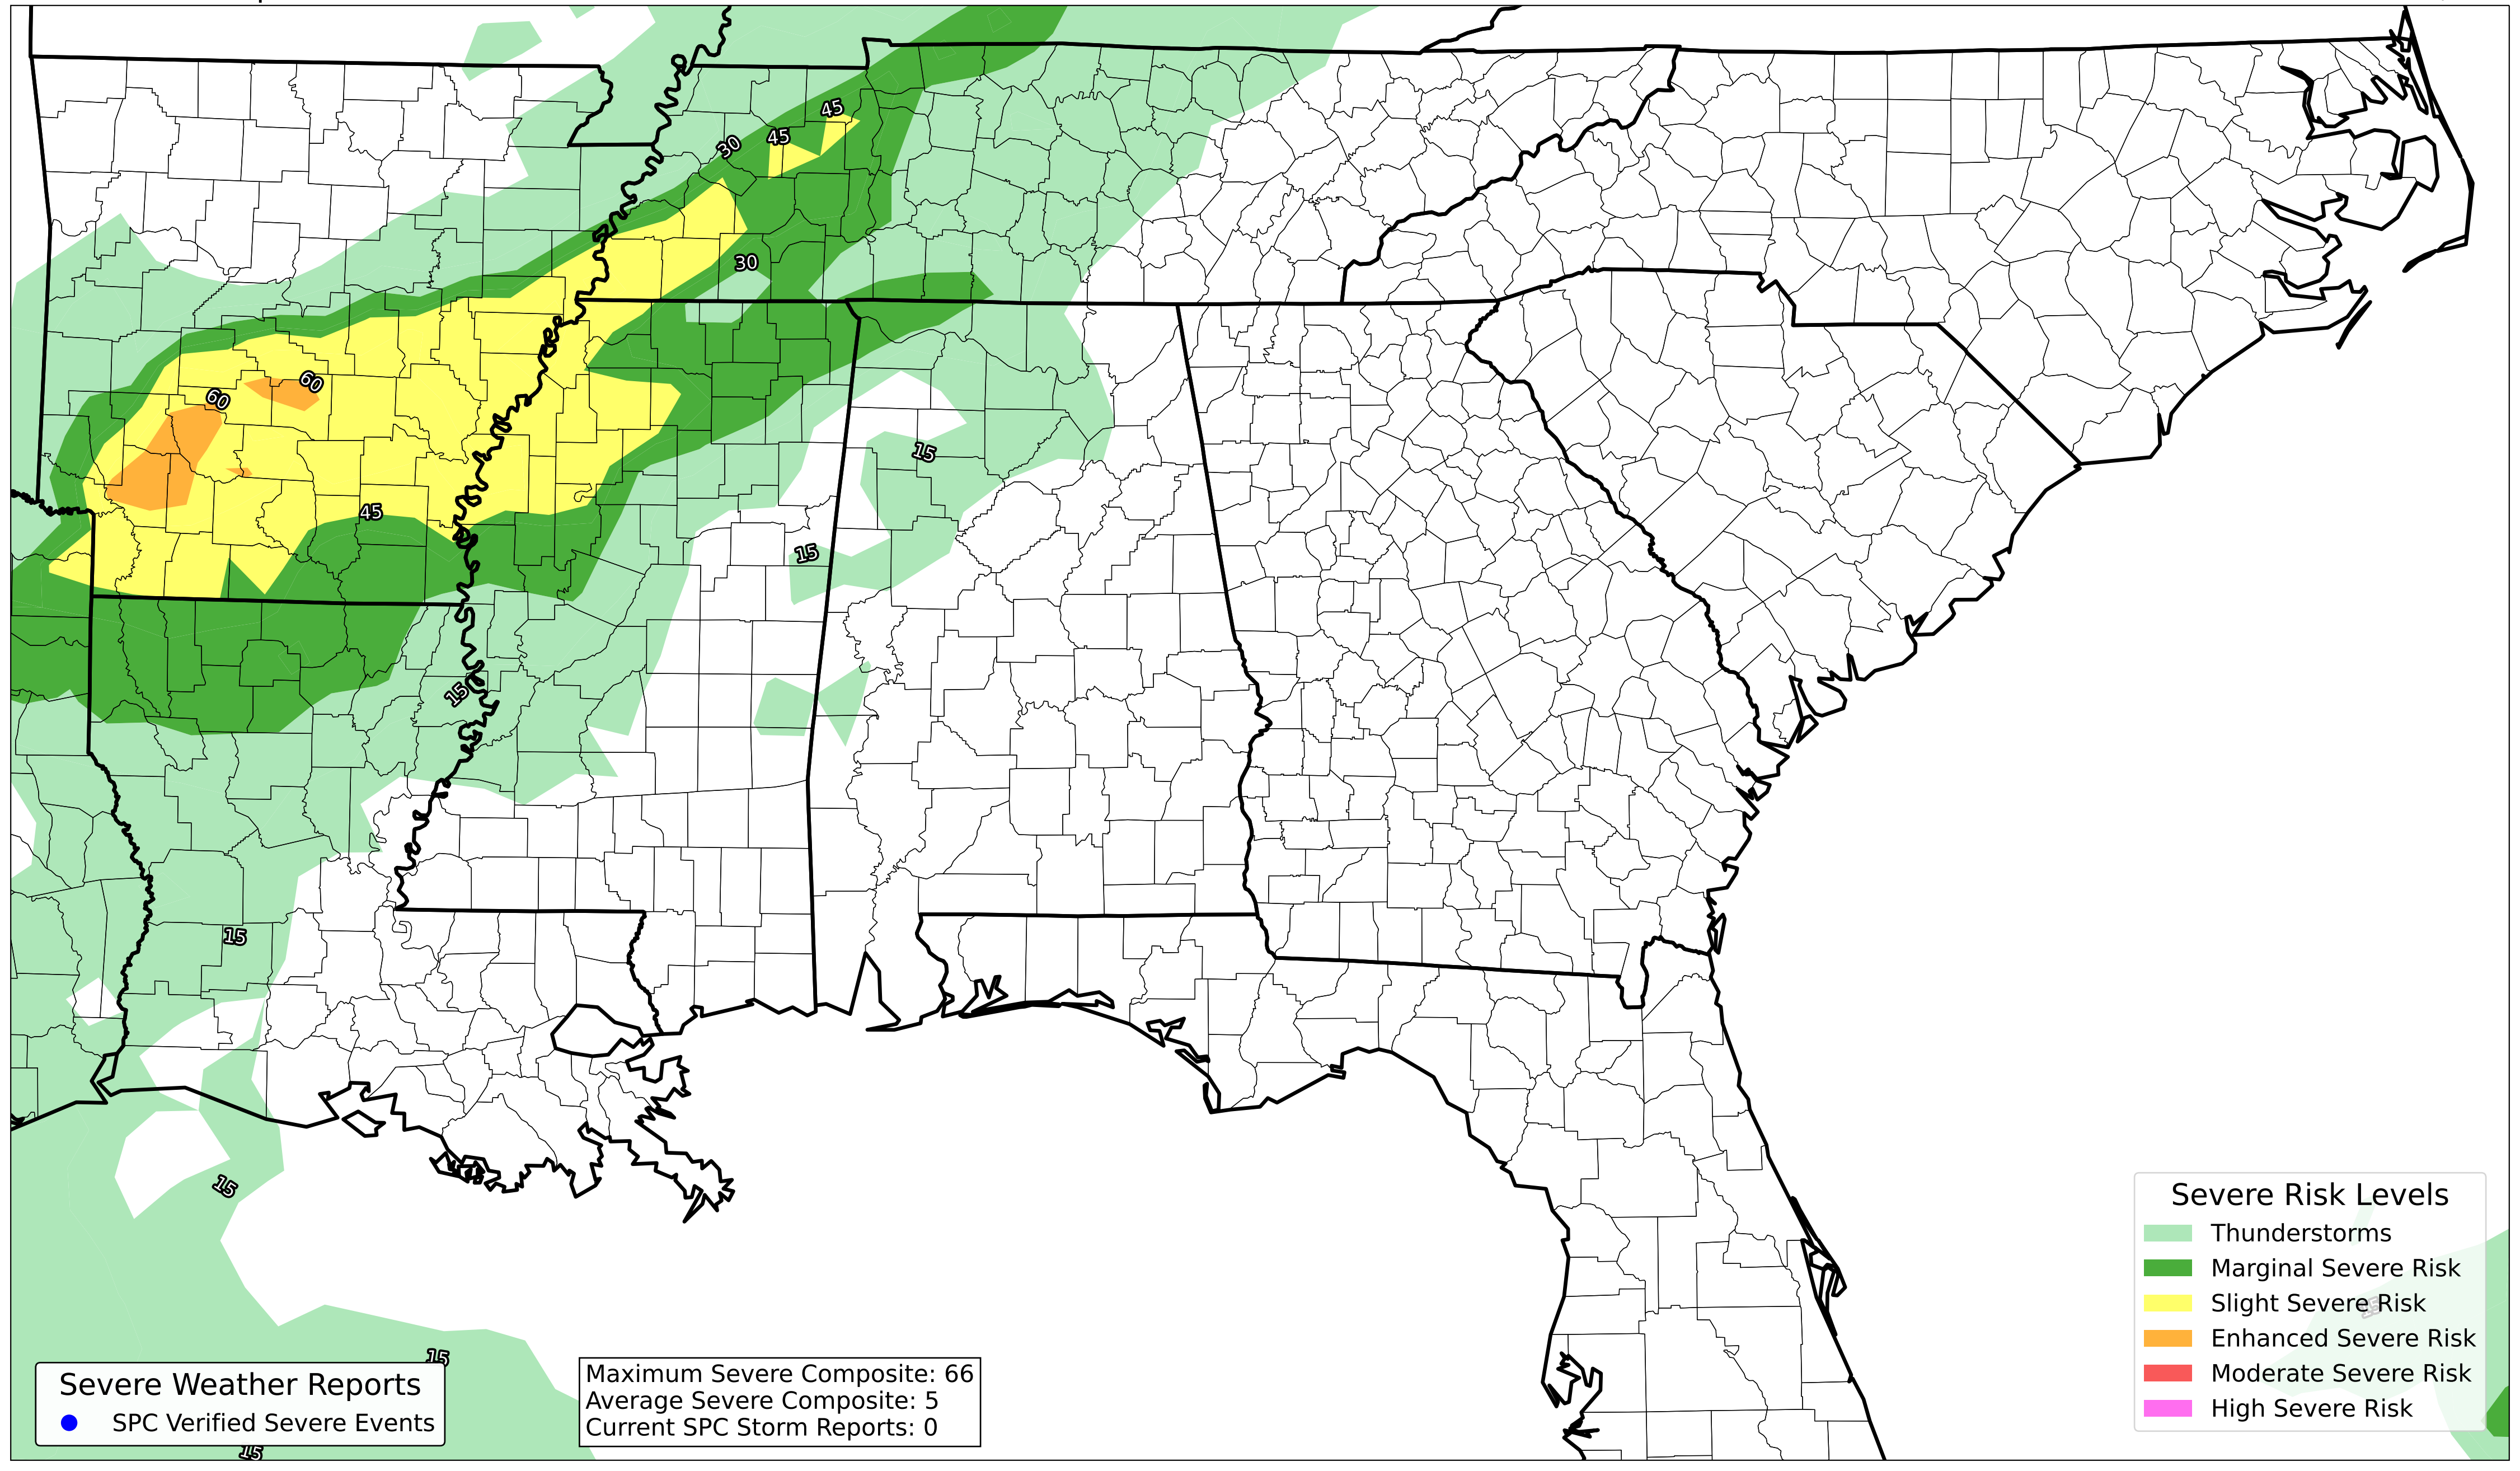 45
45
30
30
60
60
15
45
15
15
15
15
15
15
Severe Weather Reports
SPC Verified Severe Events
Maximum Severe Composite: 66
Average Severe Composite: 5
Current SPC Storm Reports: 0
Severe Risk Levels
Thunderstorms
Marginal Severe Risk
Slight Severe Risk
Enhanced Severe Risk
Moderate Severe Risk
High Severe Risk